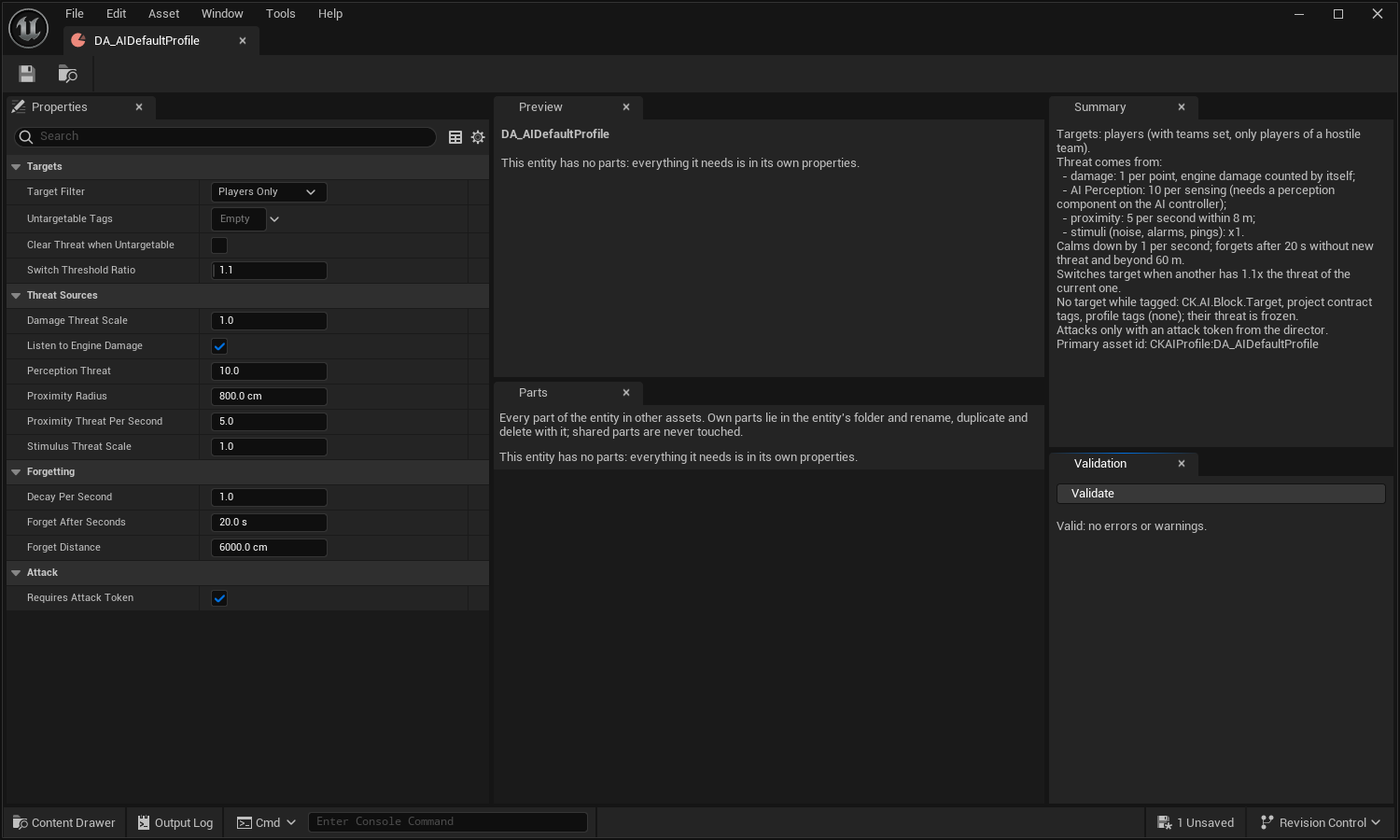 File Edit Asset Window Tools Help
DA_AIDefaultProfile
Properties
Search
Targets
Target Filter
Players Only
Untargetable Tags
Empty
Clear Threat when Untargetable
Switch Threshold Ratio
1.1
Threat Sources
Damage Threat Scale
1.0
Listen to Engine Damage
Perception Threat
10.0
Proximity Radius
800.0 cm
Proximity Threat Per Second
5.0
Stimulus Threat Scale
1.0
Forgetting
Decay Per Second
1.0
Forget After Seconds
20.0 s
Forget Distance
6000.0 cm
Attack
Requires Attack Token
Preview
DA_AIDefaultProfile
This entity has no parts: everything it needs is in its own properties.
Parts
Every part of the entity in other assets. Own parts lie in the entity's folder and rename, duplicate and
delete with it; shared parts are never touched.
This entity has no parts: everything it needs is in its own properties.
Summary
Targets: players (with teams set, only players of a hostile
team).
Threat comes from:
- damage: 1 per point, engine damage counted by itself;
- AI Perception: 10 per sensing (needs a perception
component on the AI controller);
- proximity: 5 per second within 8 m;
- stimuli (noise, alarms, pings): x1.
Calms down by 1 per second; forgets after 20 s without new
threat and beyond 60 m.
Switches target when another has 1.1x the threat of the
current one.
No target while tagged: CK.AI.Block.Target, project contract
tags, profile tags (none); their threat is frozen.
Attacks only with an attack token from the director.
Primary asset id: CKAIProfile:DA_AIDefaultProfile
Validation
Validate
Valid: no errors or warnings.
Content Drawer
Output Log
Cmd
Enter Console Command
1 Unsaved
Revision Control